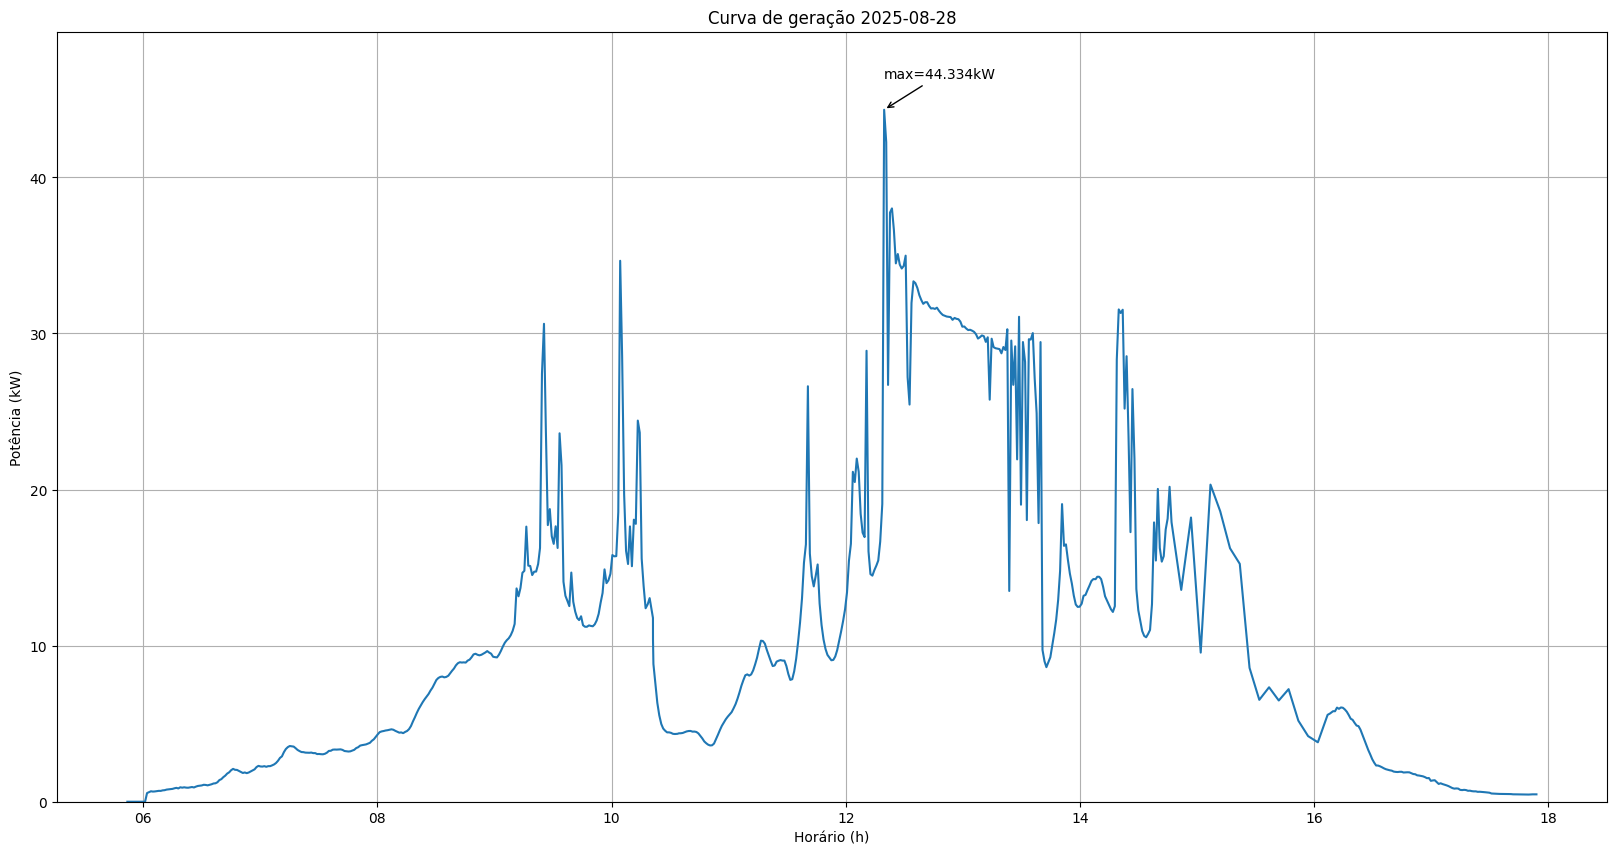 Curva de geração 2025-08-28
max=44.334kW
Potência (kW)
40
30
20
10
0
06 08 10 12 14 16 18
Horário (h)